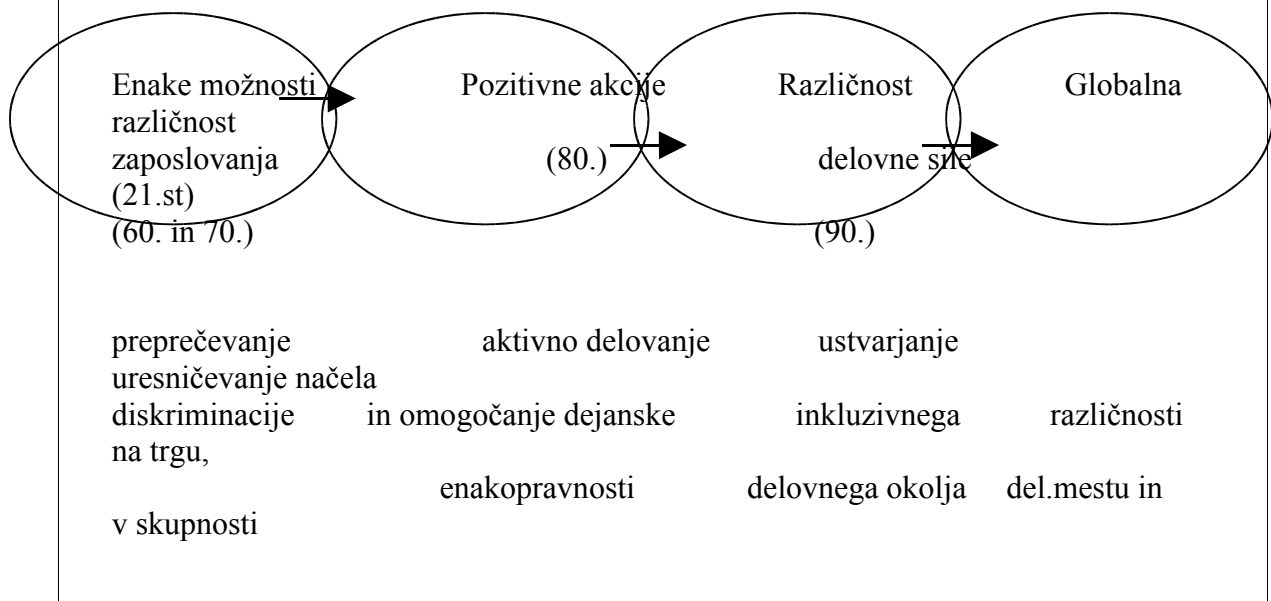 Enake možnosti Pozitivne akcije Različnost Globalna
različnost
zaposlovanja (80.) delovne sile
(21.st)
(60. in 70.) (90.)
preprečevanje aktivno delovanje ustvarjanje
uresničevanje načela
diskriminacije in omogočanje dejanske inkluzivnega različnosti
na trgu,
enakopravnosti delovnega okolja del.mestu in
v skupnosti